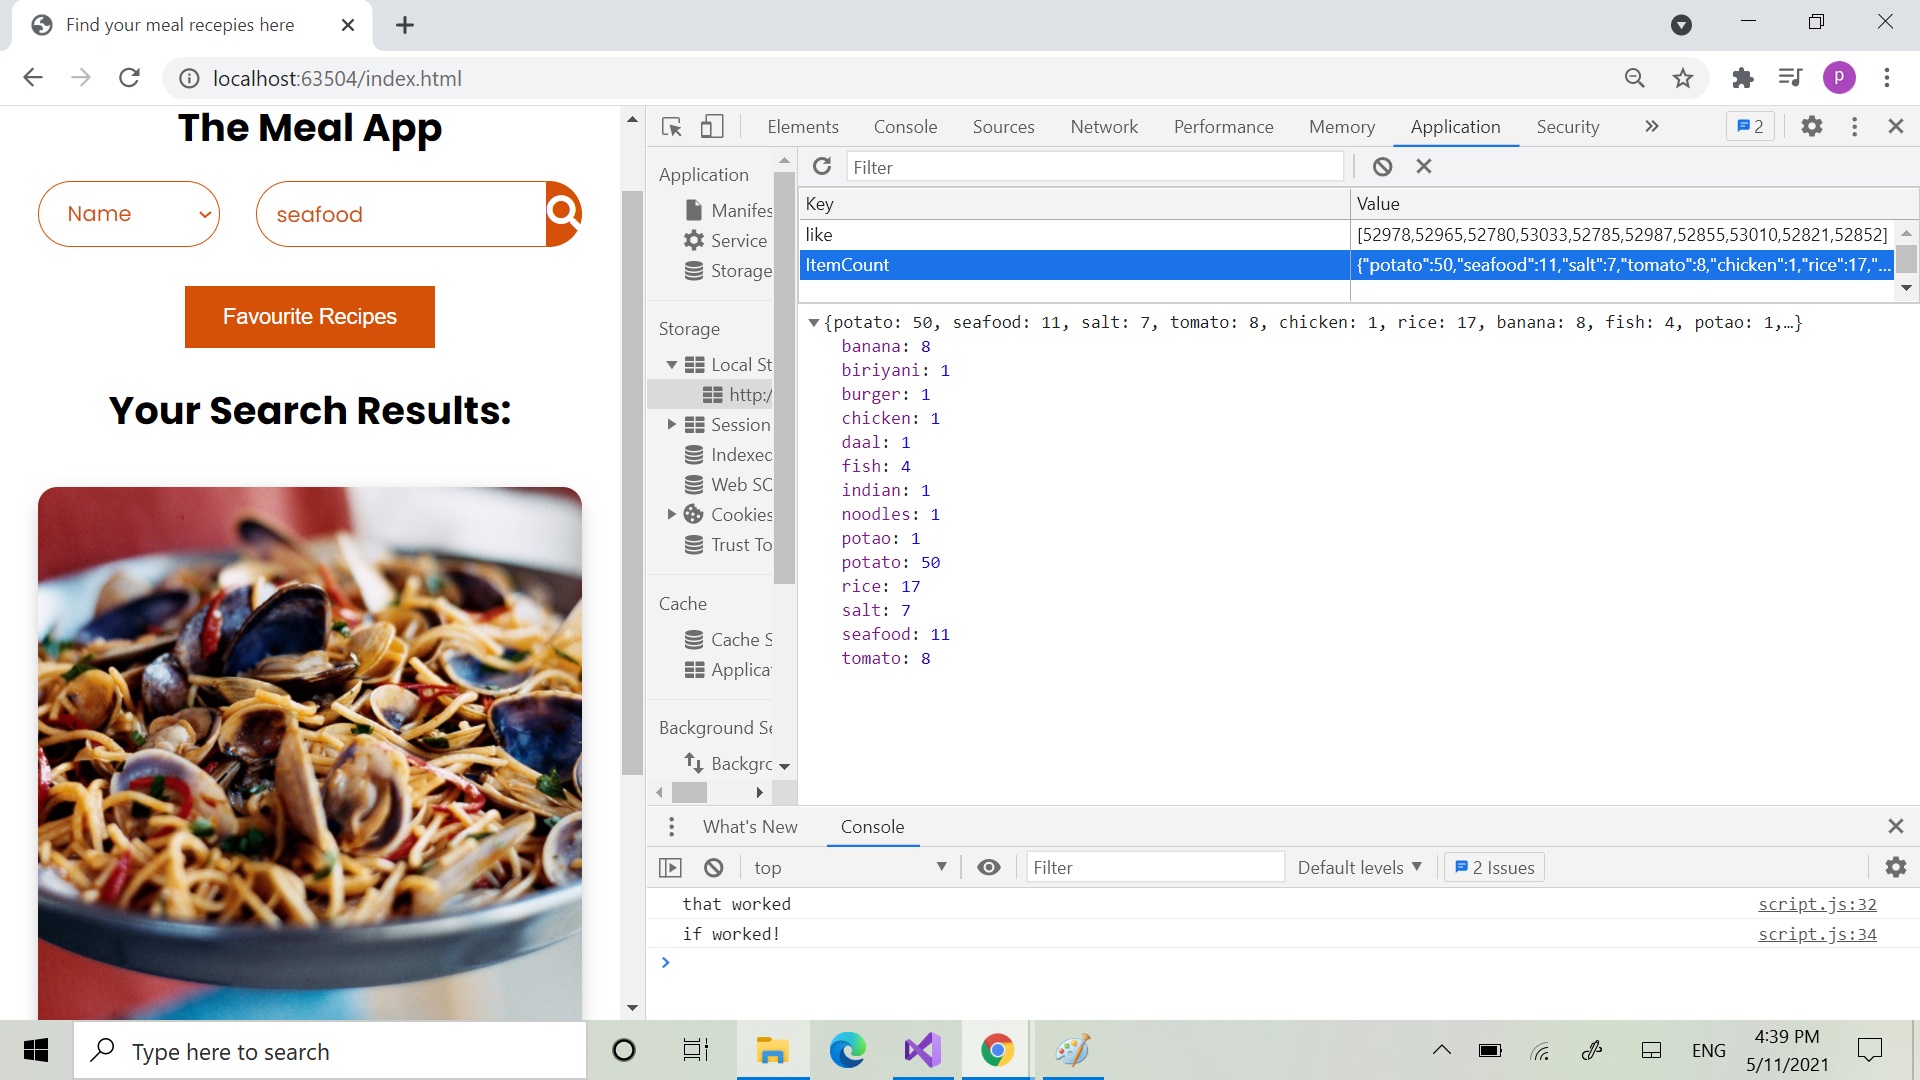 Find your meal recepies here
localhost:63504/index.html
P
The Meal App
Name
seafood
Favourite Recipes
Your Search Results:
Elements Console Sources Network Performance Memory Application Security 2
Application
Manifes
Service
Storage
Storage
Local St
http:/
Session
Indexed
Web SQ
Cookies
Trust To
Cache
Cache S
Applica
Background Se
Backgro
Filter
Key Value
like [52978,52965,52780,53033,52785,52987,52855,53010,52821,52852]
ItemCount {"potato":50,"seafood":11,"salt":7,"tomato":8,"chicken":1,"rice":17,"...
{potato: 50, seafood: 11, salt: 7, tomato: 8, chicken: 1, rice: 17, banana: 8, fish: 4, potao: 1,…}
banana: 8
biriyani: 1
burger: 1
chicken: 1
daal: 1
fish: 4
indian: 1
noodles: 1
potao: 1
potato: 50
rice: 17
salt: 7
seafood: 11
tomato: 8
What's New Console
top Filter Default levels 2 Issues
that worked script.js:32
if worked! script.js:34
Type here to search
ENG
4:39 PM
5/11/2021